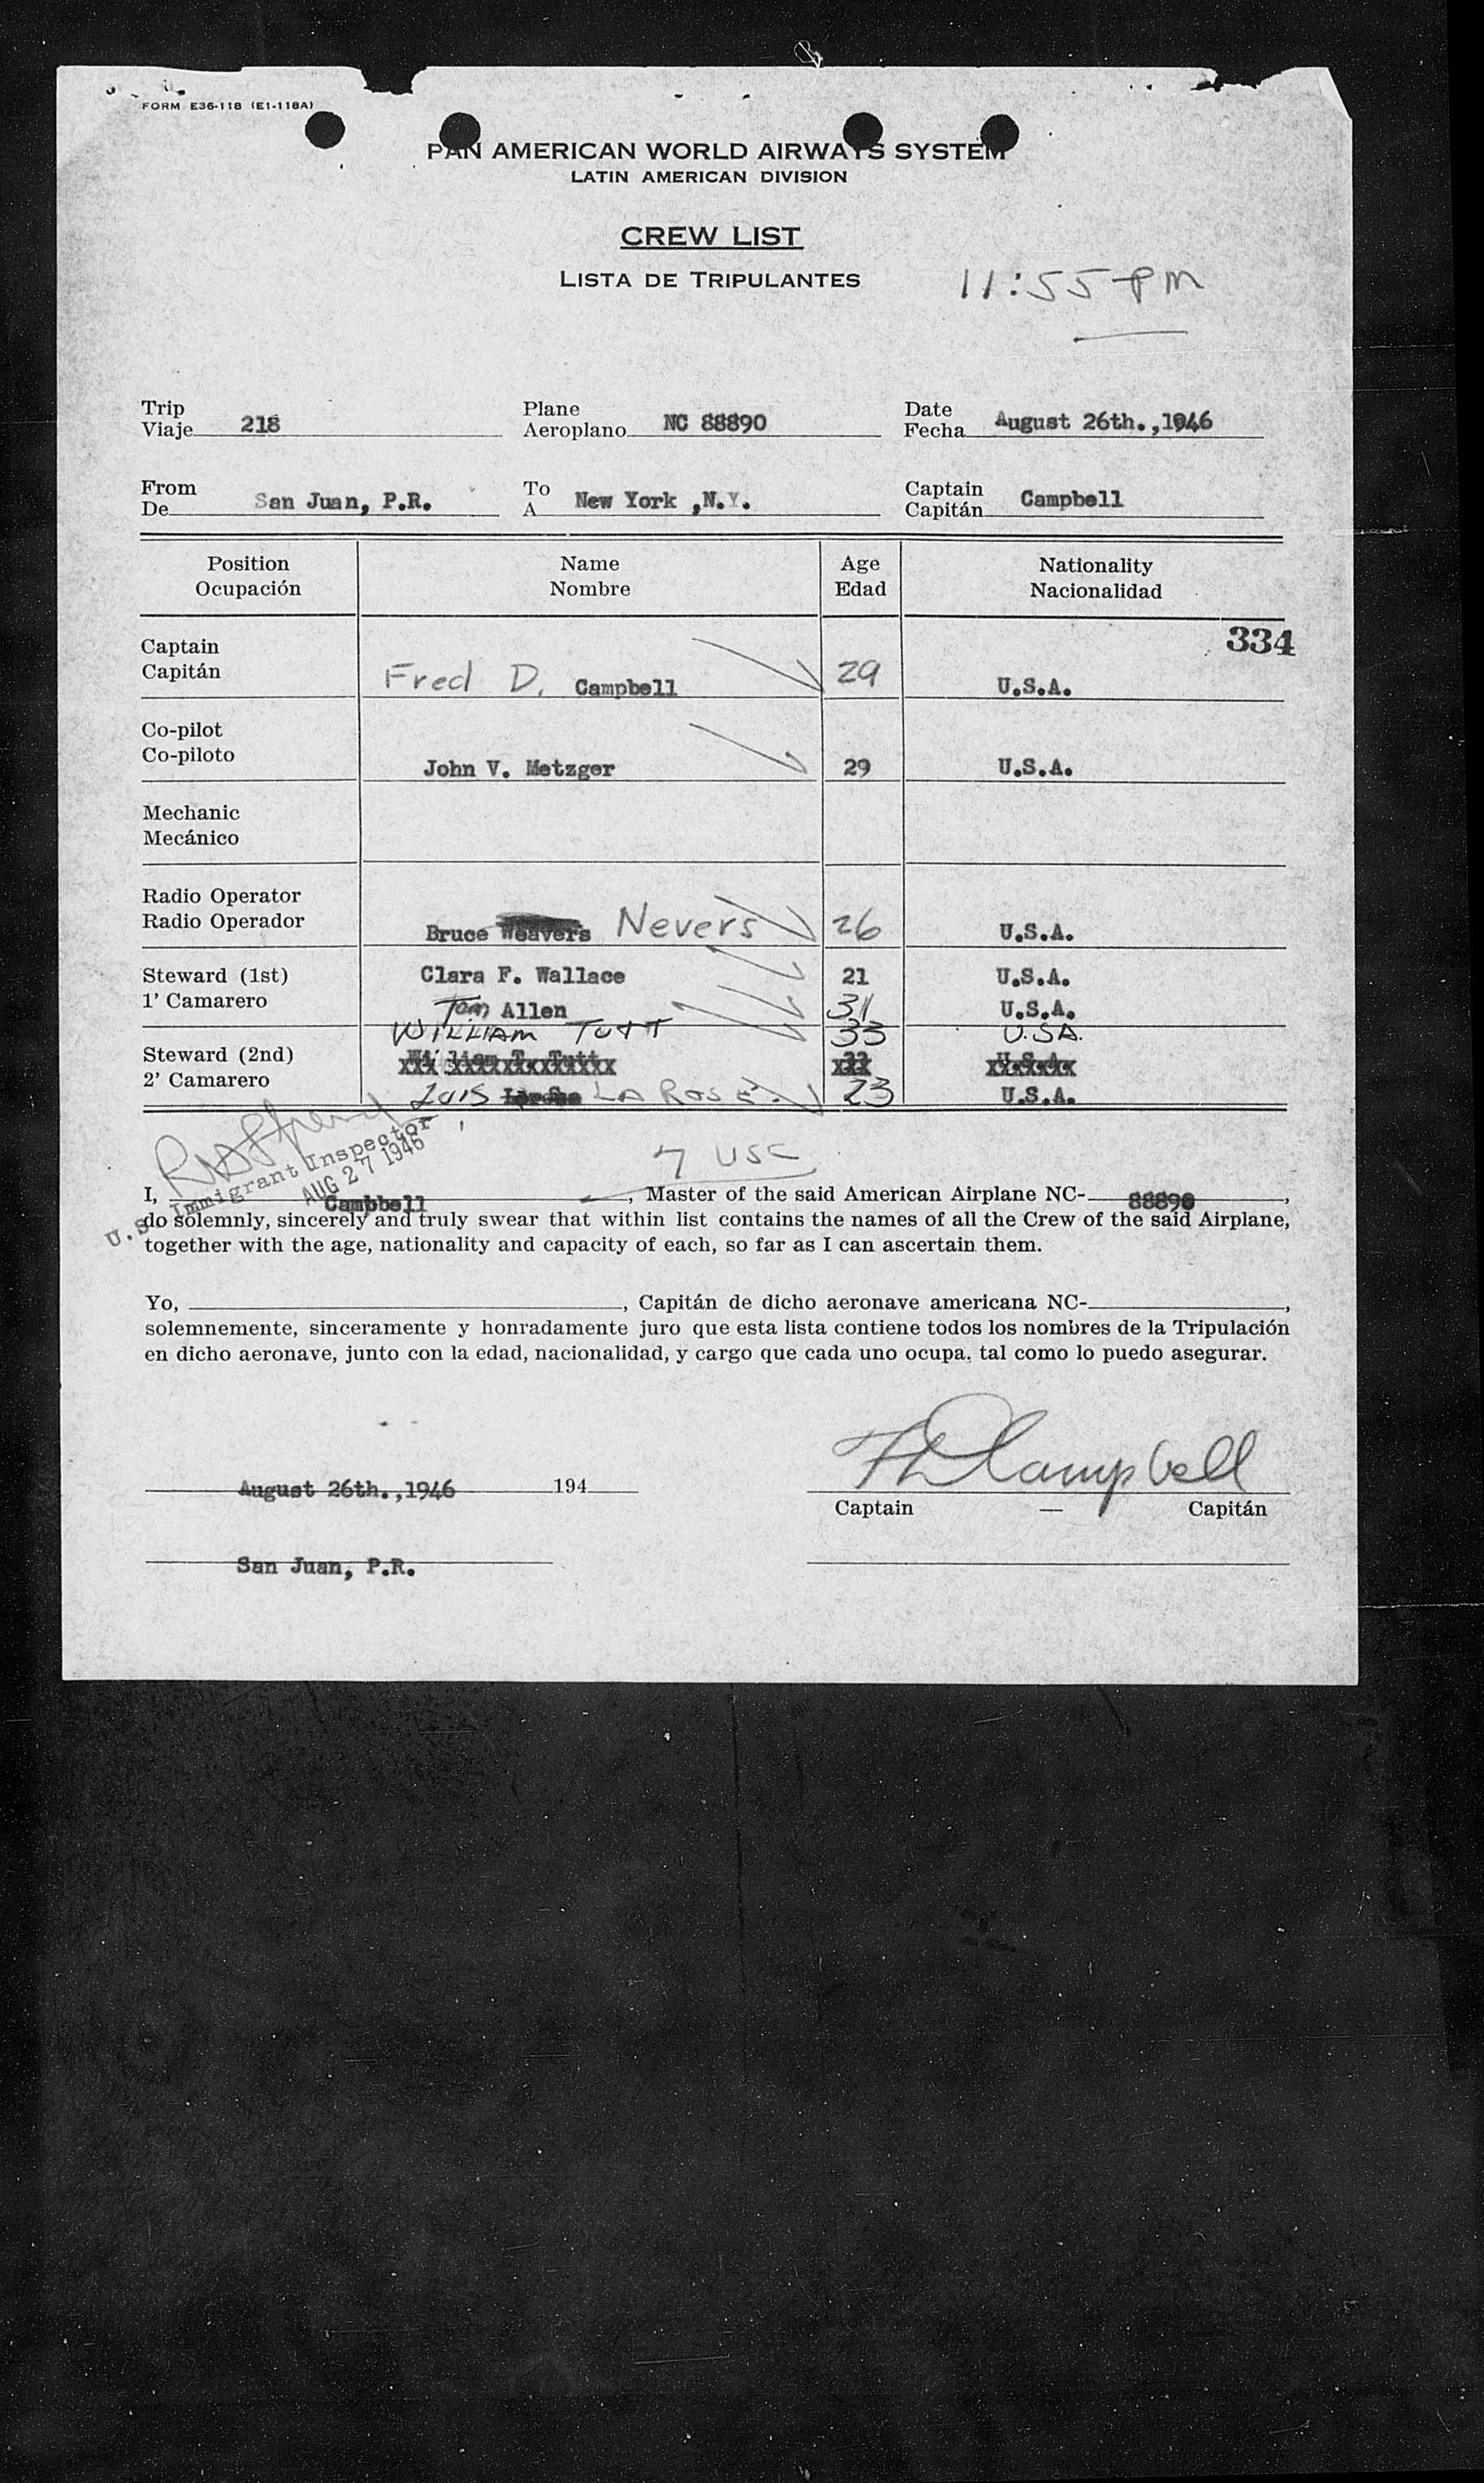 FORM E36-118 (E1-118A)
PAN AMERICAN WORLD AIRWAYS SYSTEM
LATIN AMERICAN DIVISION
CREW LIST
LISTA DE TRIPULANTES
11:55 PM
Trip Plane Date
Viaje 218 Aeroplano NC 88890 Fecha August 26th.,1946
From To Captain
De San Juan, P.R. A New York ,N.Y. Capitán Campbell
Position Name Age Nationality
Ocupación Nombre Edad Nacionalidad
334
Captain
Capitán Fred D. Campbell 29 U.S.A.
Co-pilot
Co-piloto John V. Metzger 29 U.S.A.
Mechanic
Mecánico
Radio Operator
Radio Operador Bruce Weavers Nevers 26 U.S.A.
Steward (1st) Clara F. Wallace 21 U.S.A.
1' Camarero Tom Allen 31 U.S.A.
WILLIAM TUTT 33 U.S.A.
Steward (2nd) William T. Tutt 33 U.S.A.
2' Camarero Lois LA ROSE. 23 U.S.A.
U.S. Immigrant Inspector
AUG 27 1946
7 USC
I, Campbell, Master of the said American Airplane NC- 88890,
do solemnly, sincerely and truly swear that within list contains the names of all the Crew of the said Airplane,
together with the age, nationality and capacity of each, so far as I can ascertain them.
Yo, , Capitán de dicho aeronave americana NC- ,
solemnemente, sinceramente y honradamente juro que esta lista contiene todos los nombres de la Tripulación
en dicho aeronave, junto con la edad, nacionalidad, y cargo que cada uno ocupa, tal como lo puedo asegurar.
FD Campbell
August 26th.,1946 194
Captain — Capitán
San Juan, P.R.